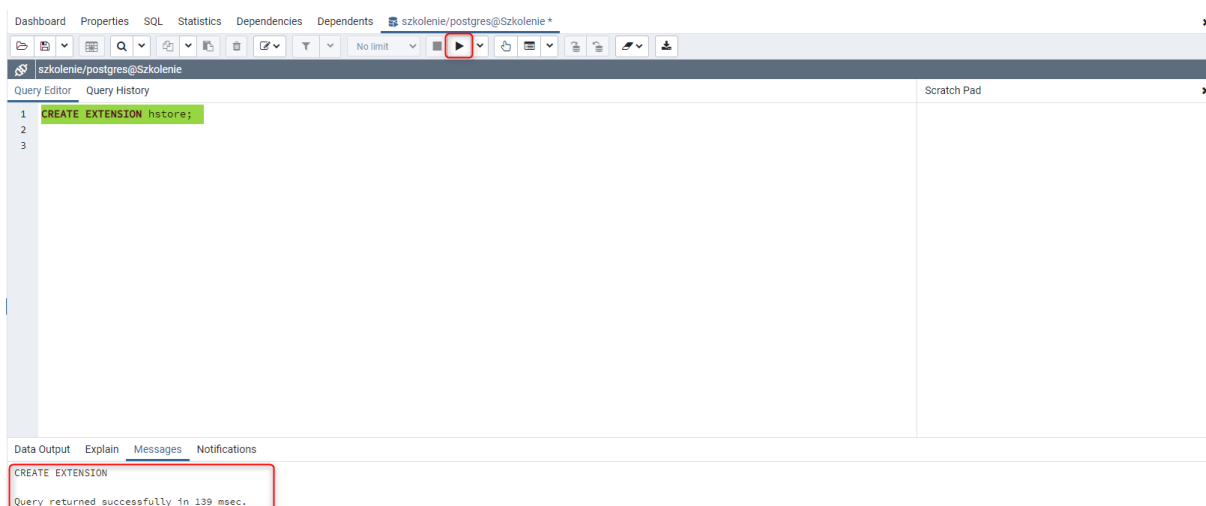 Dashboard Properties SQL Statistics Dependencies Dependents szkolenie/postgres@Szkolenie *
No limit
szkolenie/postgres@Szkolenie
Query Editor Query History Scratch Pad
1 CREATE EXTENSION hstore;
2
3
Data Output Explain Messages Notifications
CREATE EXTENSION
Query returned successfully in 139 msec.